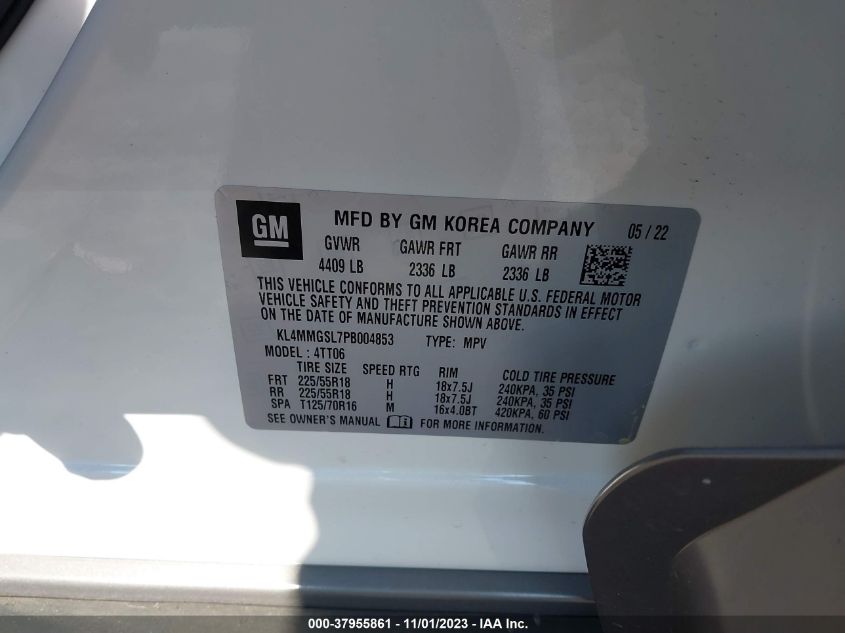 GM MFD BY GM KOREA COMPANY 05 / 22
GVWR GAWR FRT GAWR RR
4409 LB 2336 LB 2336 LB
THIS VEHICLE CONFORMS TO ALL APPLICABLE U.S. FEDERAL MOTOR
VEHICLE SAFETY AND THEFT PREVENTION STANDARDS IN EFFECT
ON THE DATE OF MANUFACTURE SHOWN ABOVE.
KL4MMGSL7PB004853 TYPE: MPV
MODEL : 4TT06
TIRE SIZE SPEED RTG RIM COLD TIRE PRESSURE
FRT 225/55R18 H 18x7.5J 240KPA, 35 PSI
RR 225/55R18 H 18x7.5J 240KPA, 35 PSI
SPA T125/70R16 M 16x4.0BT 420KPA, 60 PSI
SEE OWNER'S MANUAL FOR MORE INFORMATION.
000-37955861 - 11/01/2023 - www.iaai.com